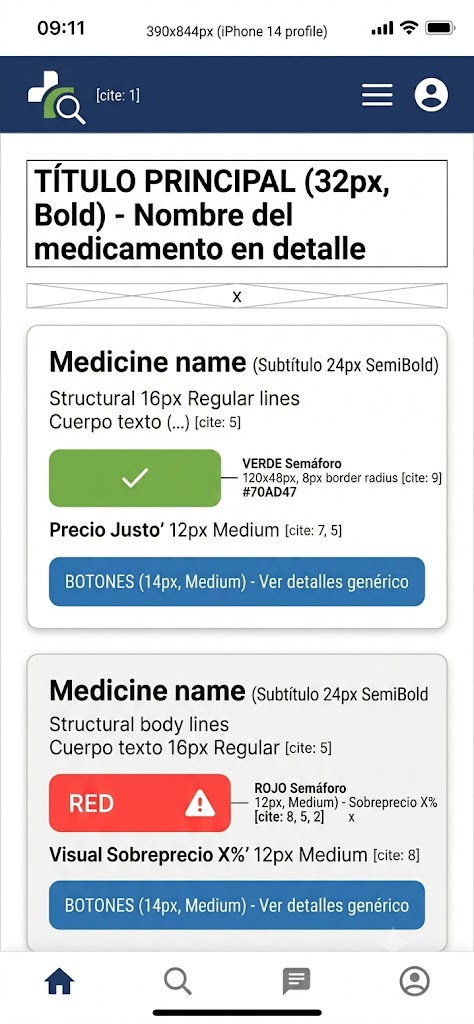 09:11
390x844px (iPhone 14 profile)
[cite: 1]
TÍTULO PRINCIPAL (32px,
Bold) - Nombre del
medicamento en detalle
x
Medicine name (Subtítulo 24px SemiBold)
Structural 16px Regular lines
Cuerpo texto (...) [cite: 5]
VERDE Semáforo
120x48px, 8px border radius [cite: 9]
#70AD47
Precio Justo’ 12px Medium [cite: 7, 5]
BOTONES (14px, Medium) - Ver detalles genérico
Medicine name (Subtítulo 24px SemiBold
Structural body lines
Cuerpo texto 16px Regular [cite: 5]
RED
ROJO Semáforo
12px, Medium) - Sobreprecio X%
[cite: 8, 5, 2] x
Visual Sobreprecio X%’ 12px Medium [cite: 8]
BOTONES (14px, Medium) - Ver detalles genérico